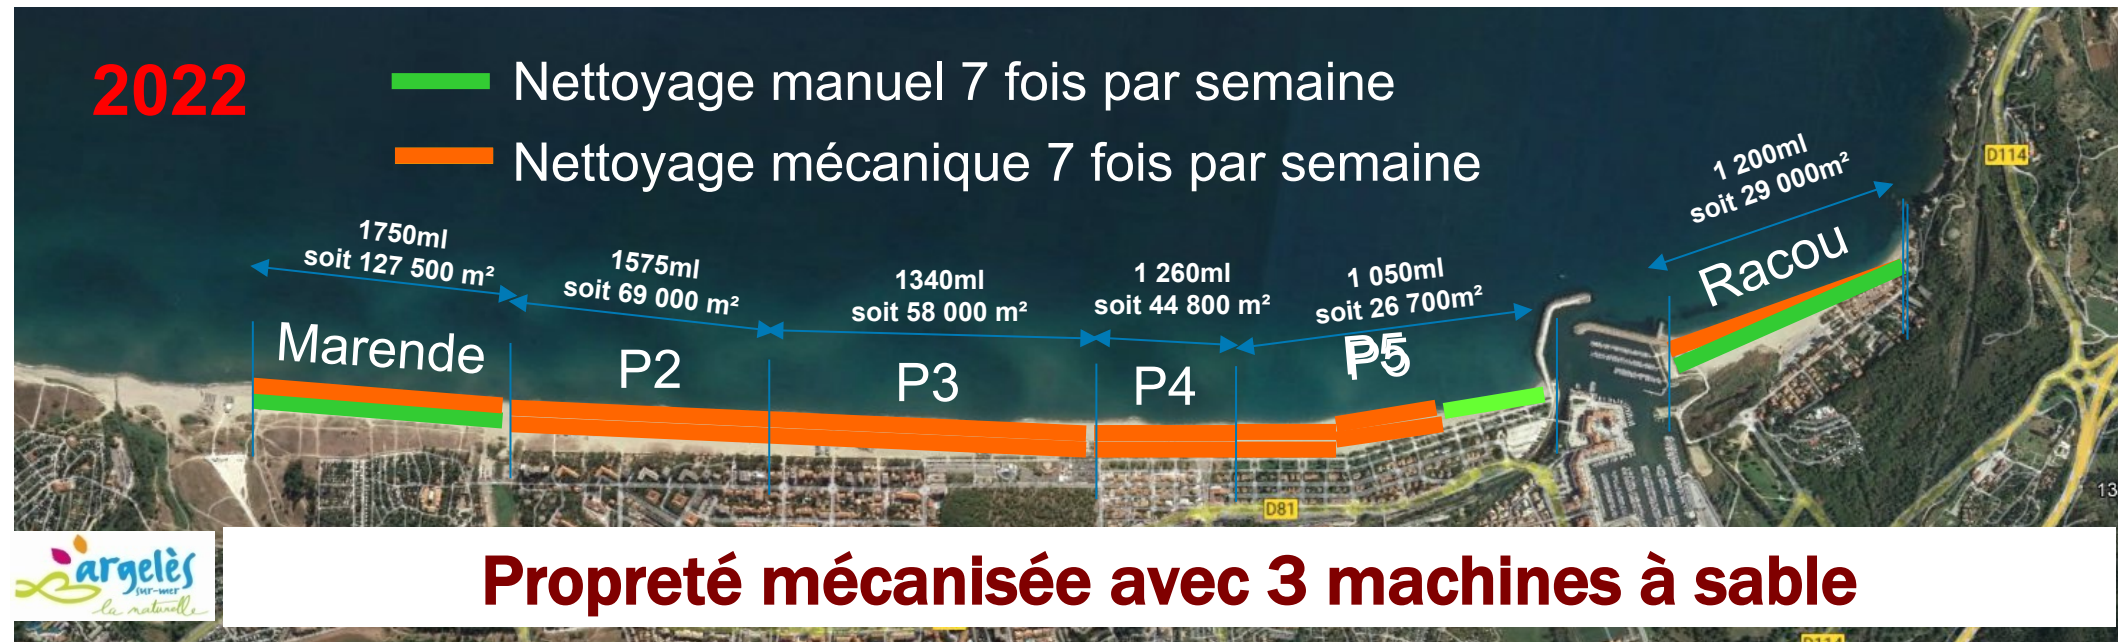 2022
Nettoyage manuel 7 fois par semaine
Nettoyage mécanique 7 fois par semaine
1750ml
soit 127 500 m²
1575ml
soit 69 000 m²
1340ml
soit 58 000 m²
1 260ml
soit 44 800 m²
1 050ml
soit 26 700m²
1 200ml
soit 29 000m²
Marende
P2
P3
P4
P5
Racou
D114
D81
13
argelès
sur-mer
la naturelle
Propreté mécanisée avec 3 machines à sable
D114